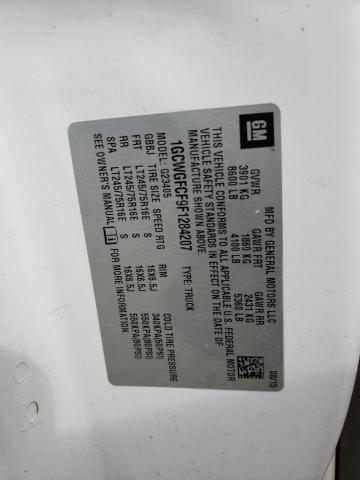 GM
MFD BY GENERAL MOTORS LLC 08/15
GVWR GAWR FRT GAWR RR
3901 KG 1860 KG 2431 KG
8600 LB 4100 LB 5360 LB
THIS VEHICLE CONFORMS TO ALL APPLICABLE U.S. FEDERAL MOTOR
VEHICLE SAFETY STANDARDS IN EFFECT ON THE DATE OF
MANUFACTURE SHOWN ABOVE.
1GCWGFCF9F1284207 TYPE: TRUCK
MODEL: G23405
GBBJ TIRE SIZE SPEED RTG RIM COLD TIRE PRESSURE
FRT LT245/75R16E S 16X6.5J 340KPA(50PSI)
RR LT245/75R16E S 16X6.5J 550KPA(80PSI)
SPA LT245/75R16E S 16X6.5J 550KPA(80PSI)
SEE OWNER'S MANUAL FOR MORE INFORMATION.